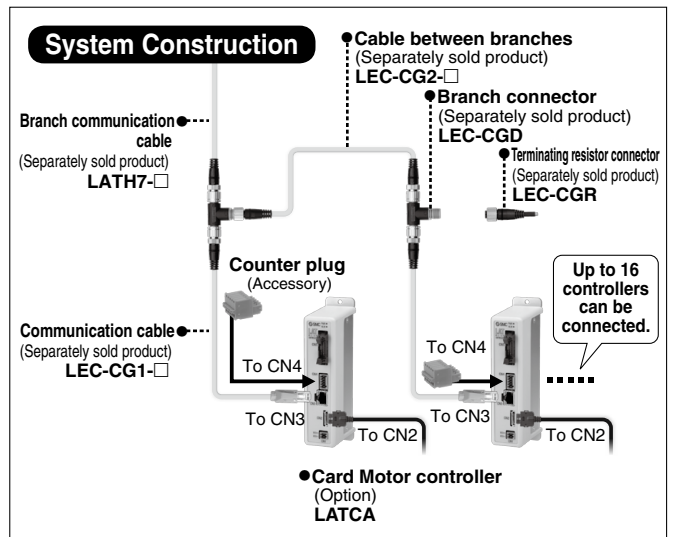 System Construction
Cable between branches
(Separately sold product)
LEC-CG2-□
Branch connector
(Separately sold product)
LEC-CGD
Terminating resistor connector
(Separately sold product)
LEC-CGR
Branch communication
cable
(Separately sold product)
LATH7-□
Counter plug
(Accessory)
Up to 16
controllers
can be
connected.
Communication cable
(Separately sold product)
LEC-CG1-□
To CN4
To CN3
To CN2
To CN4
To CN3
To CN2
Card Motor controller
(Option)
LATCA